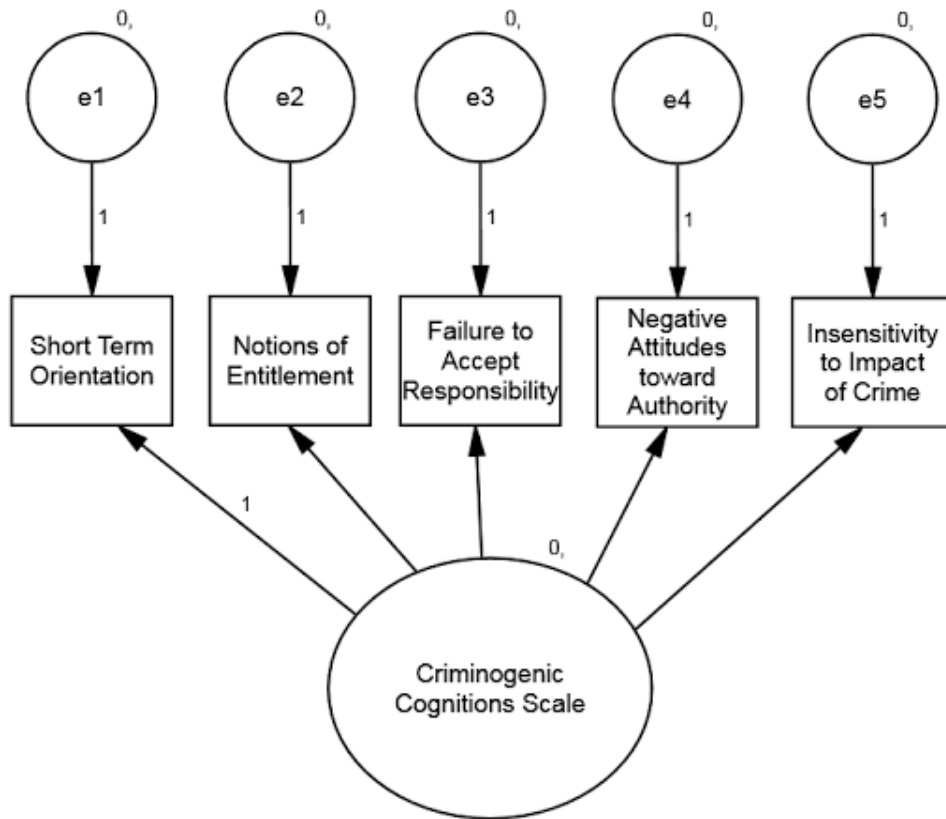 0, 0, 0, 0, 0,
e1 e2 e3 e4 e5
1 1 1 1 1
Short Term
Orientation
Notions of
Entitlement
Failure to
Accept
Responsibility
Negative
Attitudes
toward
Authority
Insensitivity
to Impact
of Crime
1
0,
Criminogenic
Cognitions Scale